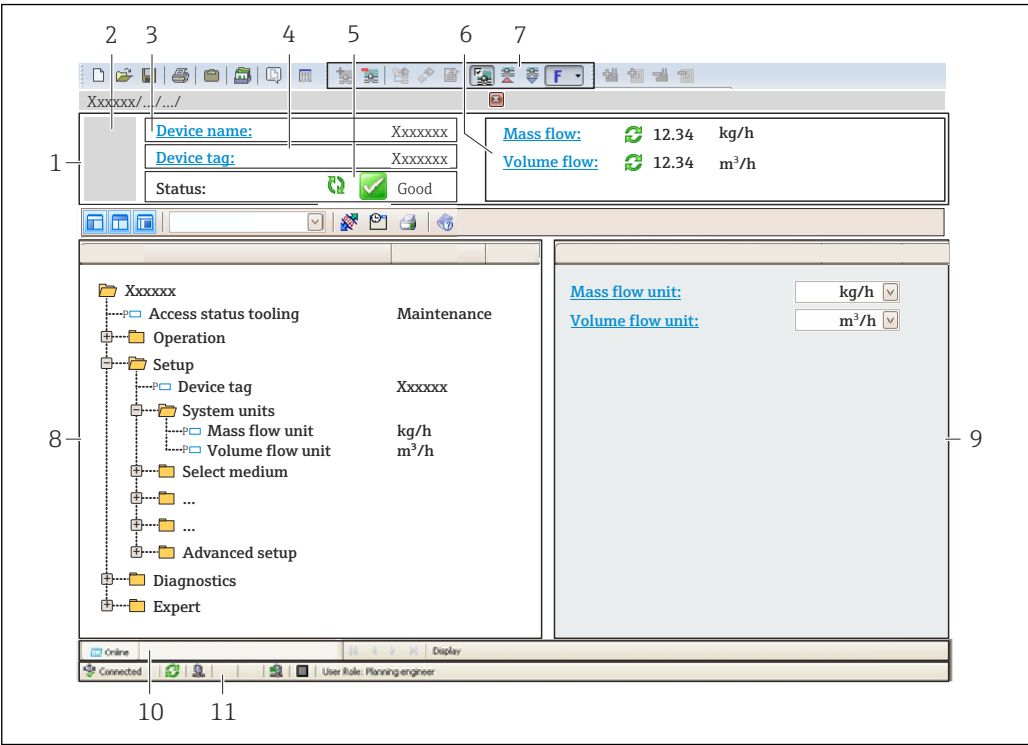 2 3 4 5 6 7
F
Xxxxxx/.../.../
1
Device name: Xxxxxxx
Device tag: Xxxxxxx
Status: Good
Mass flow: 12.34 kg/h
Volume flow: 12.34 m³/h
Xxxxxx
P Access status tooling Maintenance
Operation
Setup
P Device tag Xxxxxx
System units
P Mass flow unit kg/h
P Volume flow unit m³/h
Select medium
...
...
Advanced setup
Diagnostics
Expert
8
Mass flow unit: kg/h
Volume flow unit: m³/h
9
Online Display
Connected User Role: Planning engineer
10 11